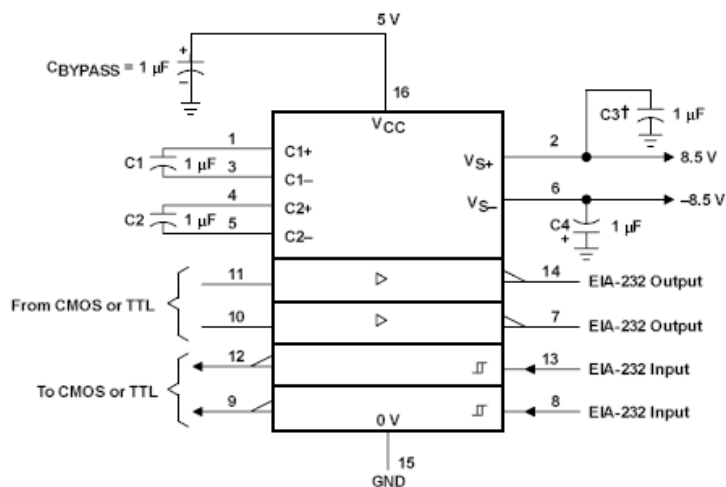 5 V
CBYPASS = 1 μF
+
–
16
VCC
C3† 1 μF
1
C1+
2
VS+
8.5 V
C1 1 μF
3
C1–
4
C2+
6
VS–
–8.5 V
C2 1 μF
5
C2–
C4 1 μF
+
11
14
EIA-232 Output
From CMOS or TTL
10
7
EIA-232 Output
12
13
EIA-232 Input
To CMOS or TTL
9
8
EIA-232 Input
0 V
15
GND